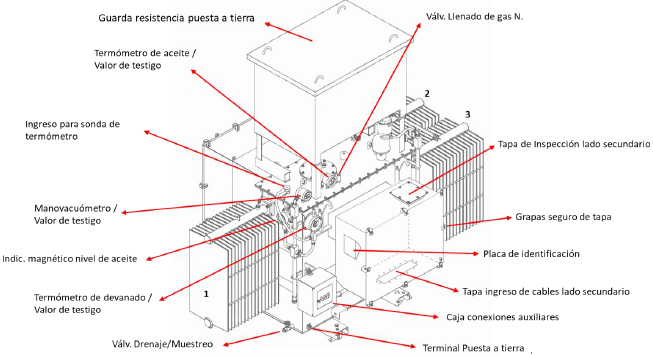 Guarda resistencia puesta a tierra
Válv. Llenado de gas N.
Termómetro de aceite /
Valor de testigo
2
3
Ingreso para sonda de
termómetro
Tapa de Inspección lado secundario
Manovacuómetro /
Valor de testigo
Grapas seguro de tapa
Indic. magnético nivel de aceite
Placa de identificación
Termómetro de devanado /
Valor de testigo
1
Tapa ingreso de cables lado secundario
Caja conexiones auxiliares
Válv. Drenaje/Muestreo
Terminal Puesta a tierra